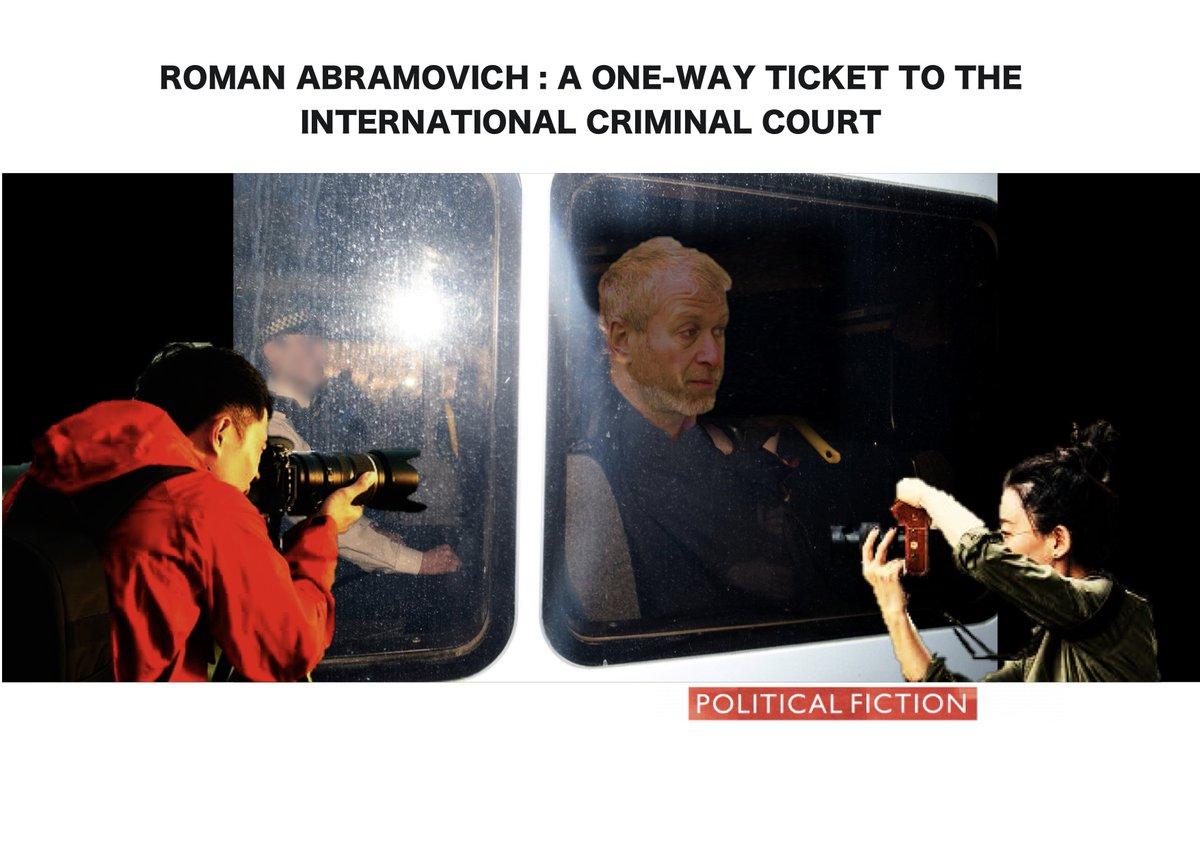 ROMAN ABRAMOVICH : A ONE-WAY TICKET TO THE
INTERNATIONAL CRIMINAL COURT
POLITICAL FICTION